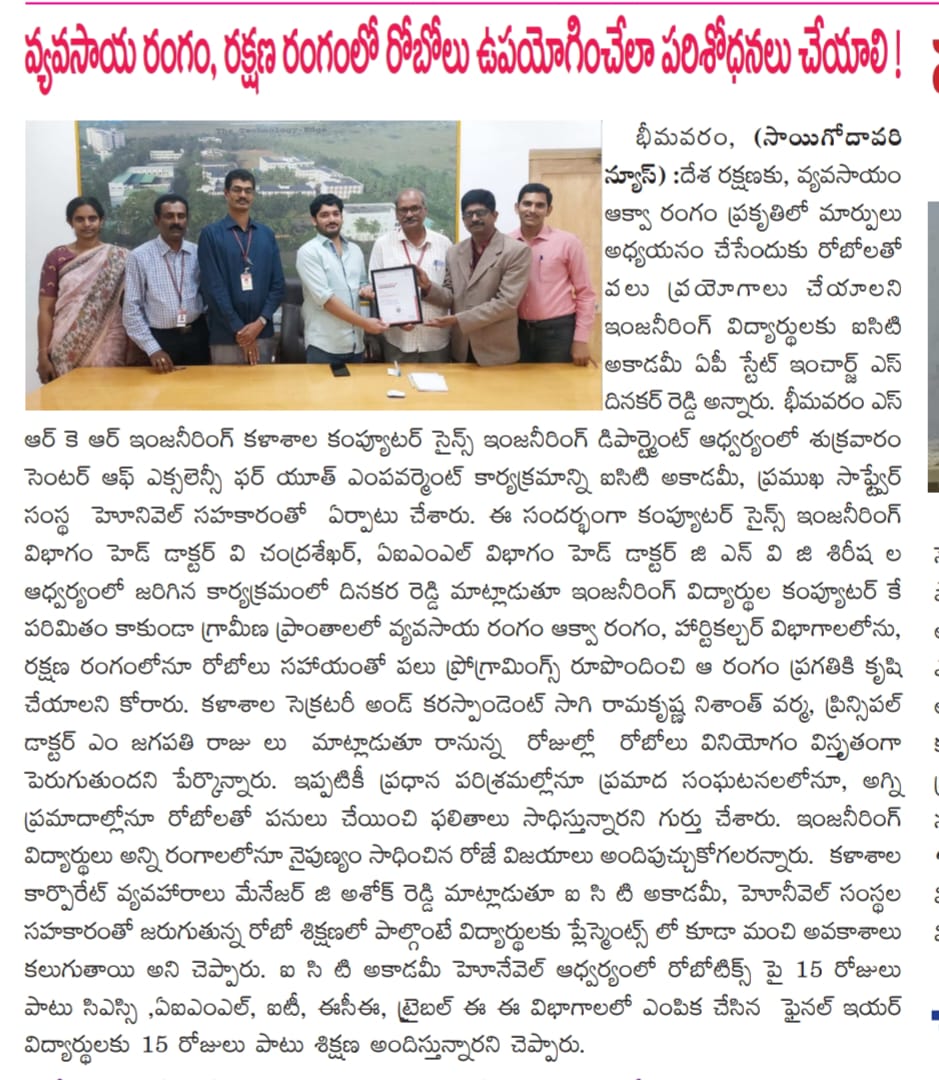 వ్యవసాయ రంగం, రక్షణ రంగంలో రోబోలు ఉపయోగించేలా పరిశోధనలు చేయాలి !
The Technology Edge
భీమవరం, (సాయిగోదావరి
న్యూస్) :దేశ రక్షణకు, వ్యవసాయం
ఆక్వా రంగం ప్రకృతిలో మార్పులు
అధ్యయనం చేసేందుకు రోబోలతో
పలు ప్రయోగాలు చేయాలని
ఇంజనీరింగ్ విద్యార్థులకు ఐసిటి
అకాడమీ ఏపీ స్టేట్ ఇంచార్జ్ ఎస్
దినకర్ రెడ్డి అన్నారు. భీమవరం ఎస్
ఆర్ కె ఆర్ ఇంజనీరింగ్ కళాశాల కంప్యూటర్ సైన్స్ ఇంజనీరింగ్ డిపార్ట్మెంట్ ఆధ్వర్యంలో శుక్రవారం
సెంటర్ ఆఫ్ ఎక్సలెన్సీ ఫర్ యూత్ ఎంపవర్మెంట్ కార్యక్రమాన్ని ఐసిటి అకాడమీ, ప్రముఖ సాఫ్ట్వేర్
సంస్థ హెూనివెల్ సహకారంతో ఏర్పాటు చేశారు. ఈ సందర్భంగా కంప్యూటర్ సైన్స్ ఇంజనీరింగ్
విభాగం హెడ్ డాక్టర్ వి చంద్రశేఖర్, ఏఐఎంఎల్ విభాగం హెడ్ డాక్టర్ జి ఎన్ వి జి శిరీష ల
ఆధ్వర్యంలో జరిగిన కార్యక్రమంలో దినకర రెడ్డి మాట్లాడుతూ ఇంజనీరింగ్ విద్యార్థుల కంప్యూటర్ కే
పరిమితం కాకుండా గ్రామీణ ప్రాంతాలలో వ్యవసాయ రంగం ఆక్వా రంగం, హార్టికల్చర్ విభాగాలలోను,
రక్షణ రంగంలోనూ రోబోలు సహాయంతో పలు ప్రోగ్రామింగ్స్ రూపొందించి ఆ రంగం ప్రగతికి కృషి
చేయాలని కోరారు. కళాశాల సెక్రటరీ అండ్ కరస్పాండెంట్ సాగి రామకృష్ణ నిశాంత్ వర్మ, ప్రిన్సిపల్
డాక్టర్ ఎం జగపతి రాజు లు మాట్లాడుతూ రానున్న రోజుల్లో రోబోలు వినియోగం విస్తృతంగా
పెరుగుతుందని పేర్కొన్నారు. ఇప్పటికీ ప్రధాన పరిశ్రమల్లోనూ ప్రమాద సంఘటనలలోనూ, అగ్ని
ప్రమాదాల్లోనూ రోబోలతో పనులు చేయించి ఫలితాలు సాధిస్తున్నారని గుర్తు చేశారు. ఇంజనీరింగ్
విద్యార్థులు అన్ని రంగాలలోనూ నైపుణ్యం సాధించిన రోజే విజయాలు అందిపుచ్చుకోగలరన్నారు. కళాశాల
కార్పొరేట్ వ్యవహారాలు మేనేజర్ జి అశోక్ రెడ్డి మాట్లాడుతూ ఐ సి టి అకాడమీ, హెూనీవెల్ సంస్థల
సహకారంతో జరుగుతున్న రోబో శిక్షణలో పాల్గొంటే విద్యార్థులకు ప్లేస్మెంట్స్ లో కూడా మంచి అవకాశాలు
కలుగుతాయి అని చెప్పారు. ఐ సి టి అకాడమీ హెూనేవెల్ ఆధ్వర్యంలో రోబోటిక్స్ పై 15 రోజులు
పాటు సిఎస్సి ,ఏఐఎంఎల్, ఐటీ, ఈసీఈ, ట్రైబల్ ఈ ఈ విభాగాలలో ఎంపిక చేసిన ఫైనల్ ఇయర్
విద్యార్థులకు 15 రోజులు పాటు శిక్షణ అందిస్తున్నారని చెప్పారు.